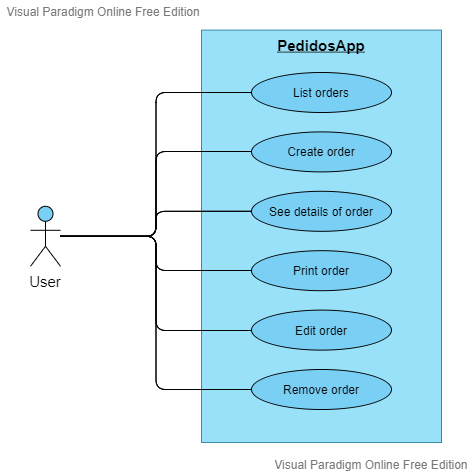 Visual Paradigm Online Free Edition
PedidosApp
List orders
Create order
See details of order
Print order
Edit order
Remove order
User
Visual Paradigm Online Free Edition